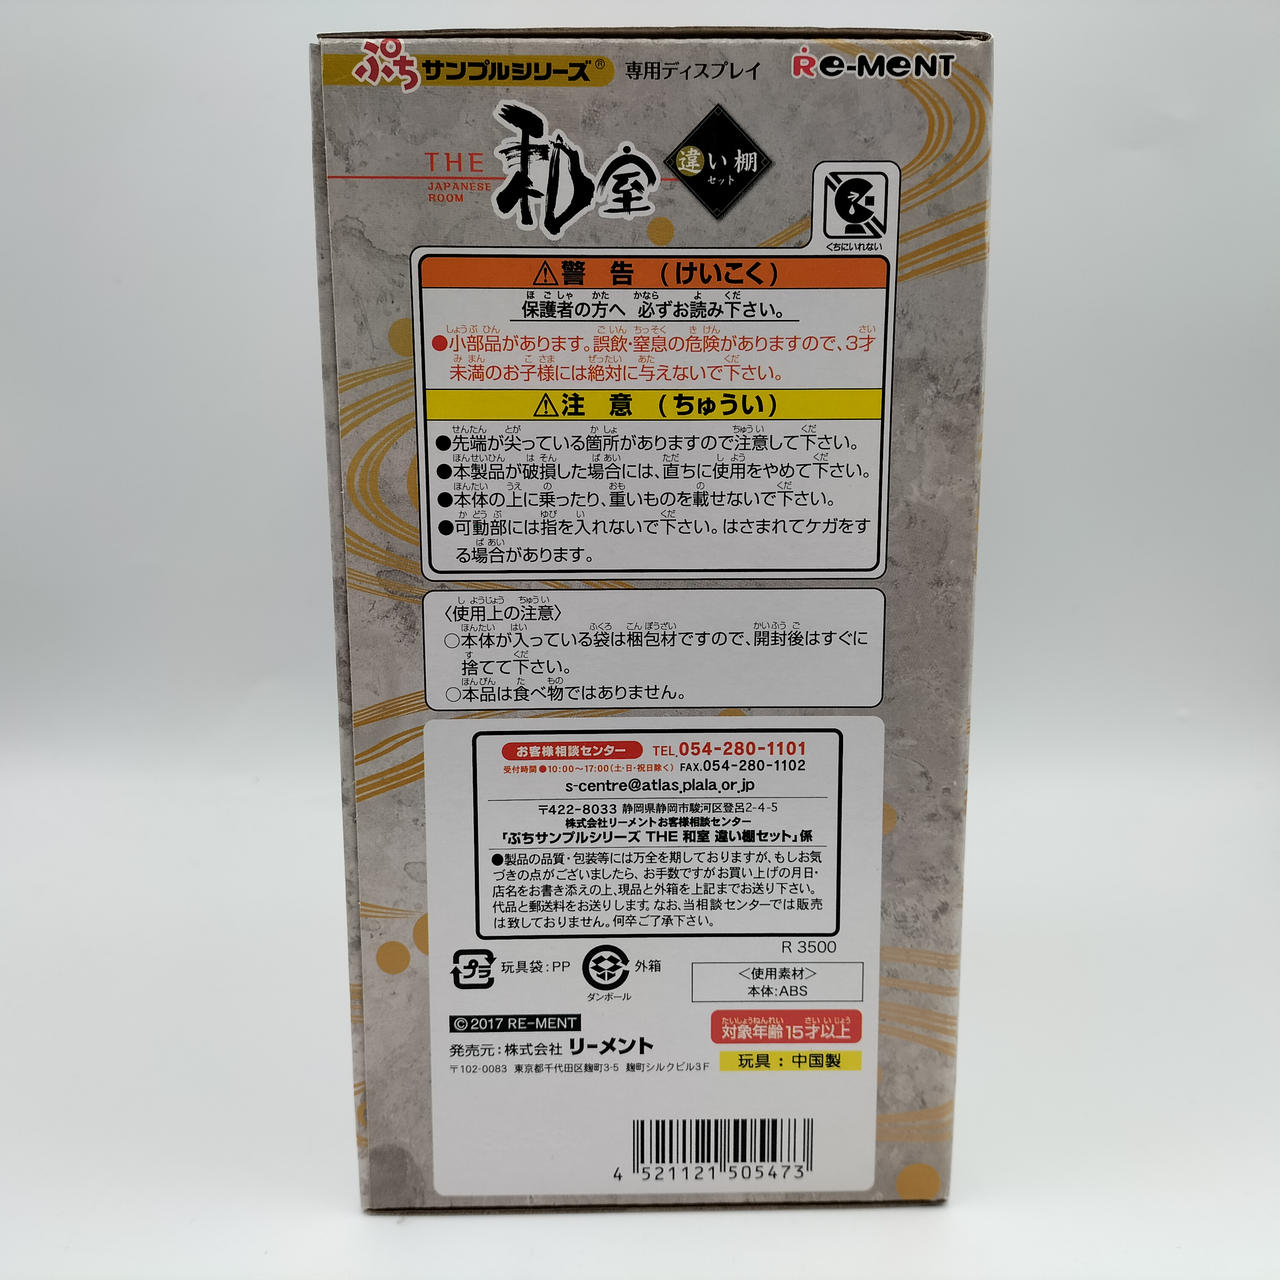 ぷちサンプルシリーズ® 専用ディスプレイ Re-MeNT
THE JAPANESE ROOM 和室 違い棚セット
くちにいれない
⚠警 告 (けいこく)
保護者の方へ 必ずお読み下さい。
●小部品があります。誤飲・窒息の危険がありますので、3才
未満のお子様には絶対に与えないで下さい。
⚠注 意 (ちゅうい)
●先端が尖っている箇所がありますので注意して下さい。
●本製品が破損した場合には、直ちに使用をやめて下さい。
●本体の上に乗ったり、重いものを載せないで下さい。
●可動部には指を入れないで下さい。はさまれてケガをす
る場合があります。
〈使用上の注意〉
○本体が入っている袋は梱包材ですので、開封後はすぐに
捨てて下さい。
○本品は食べ物ではありません。
お客様相談センター TEL.054-280-1101
受付時間●10:00〜17:00(土・日・祝日除く) FAX.054-280-1102
s-centre@atlas.plala.or.jp
〒422-8033 静岡県静岡市駿河区登呂2-4-5
株式会社リーメントお客様相談センター
「ぷちサンプルシリーズ THE 和室 違い棚セット」係
●製品の品質・包装等には万全を期しておりますが、もしお気
づきの点がございましたら、お手数ですがお買い上げの月日・
店名をお書き添えの上、現品と外箱を上記までお送り下さい。
代品と郵送料をお送りします。なお、当相談センターでは販売
は致しておりません。何卒ご了承下さい。
R 3500
プラ 玩具袋:PP ダンボール 外箱
<使用素材>
本体:ABS
©2017 RE-MENT
対象年齢15才以上
発売元:株式会社 リーメント
玩具:中国製
〒102-0083 東京都千代田区麹町3-5 麹町シルクビル3F
4 521121 505473